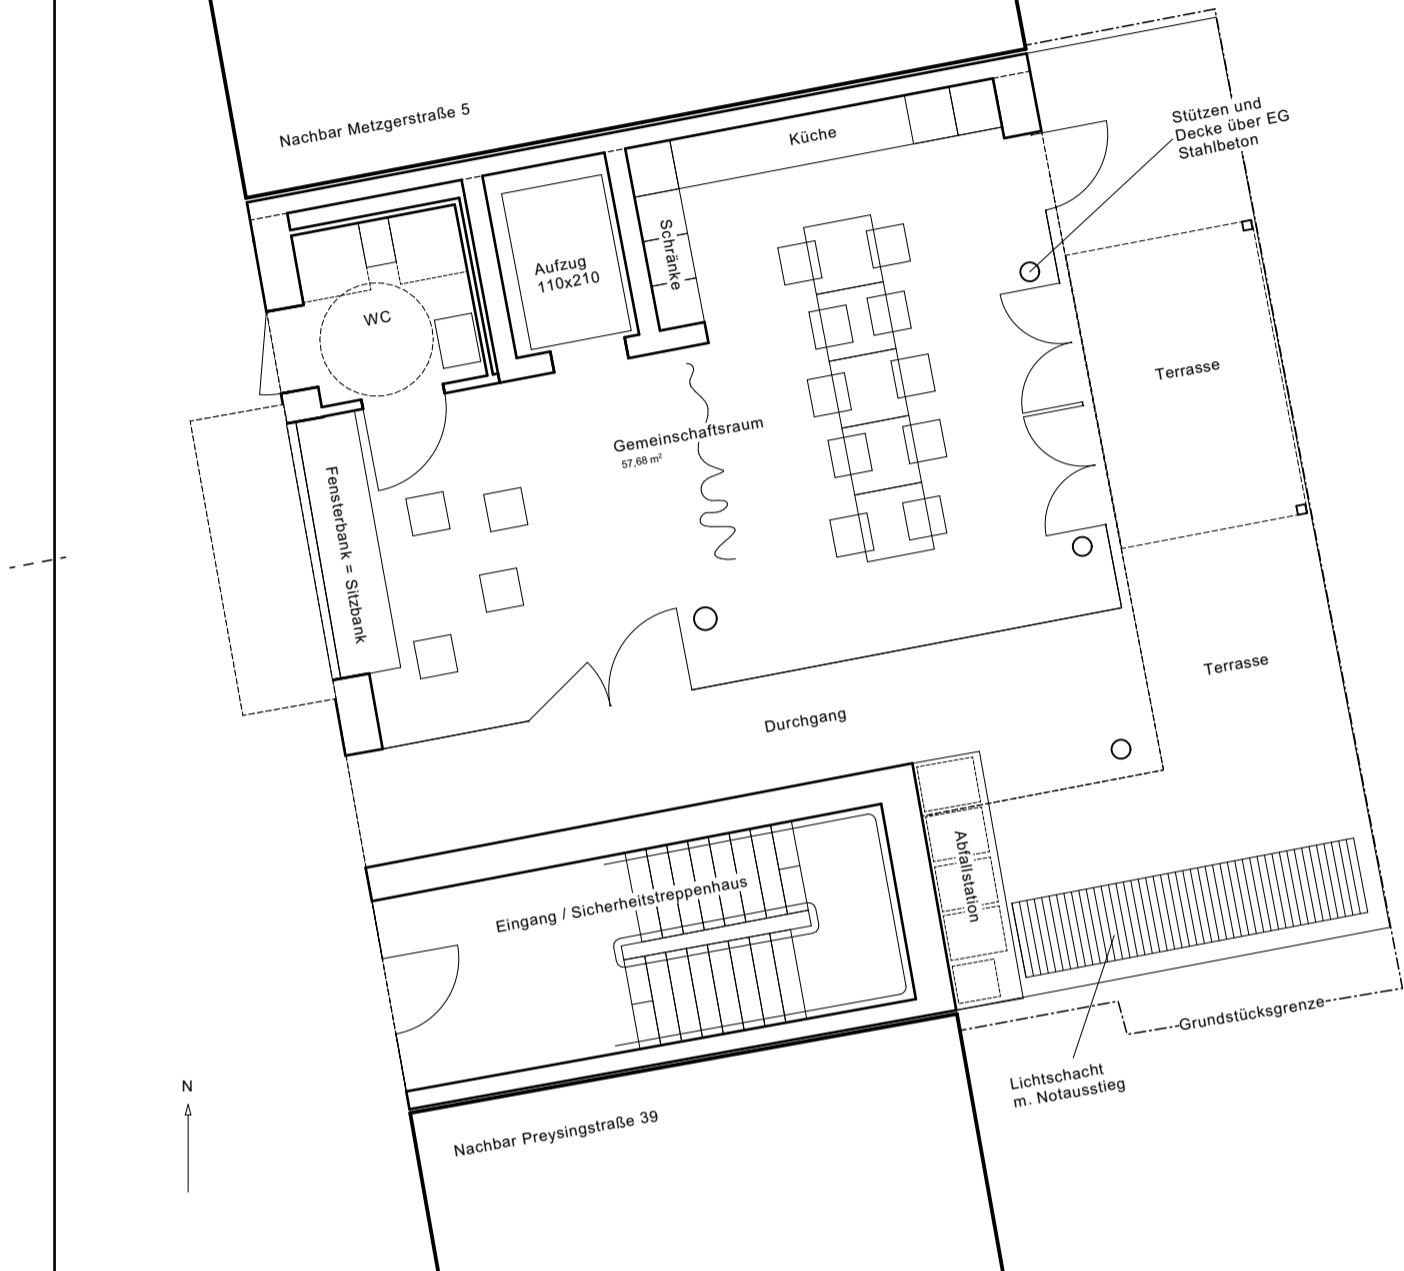 Nachbar Metzgerstraße 5
Küche
Stützen und
Decke über EG
Stahlbeton
Aufzug
110x210
Schränke
WC
Terrasse
Gemeinschaftsraum
57,68 m²
Fensterbank = Sitzbank
Terrasse
Durchgang
Abfallstation
Eingang / Sicherheitstreppenhaus
Grundstücksgrenze
Lichtschacht
m. Notausstieg
N
Nachbar Preysingstraße 39